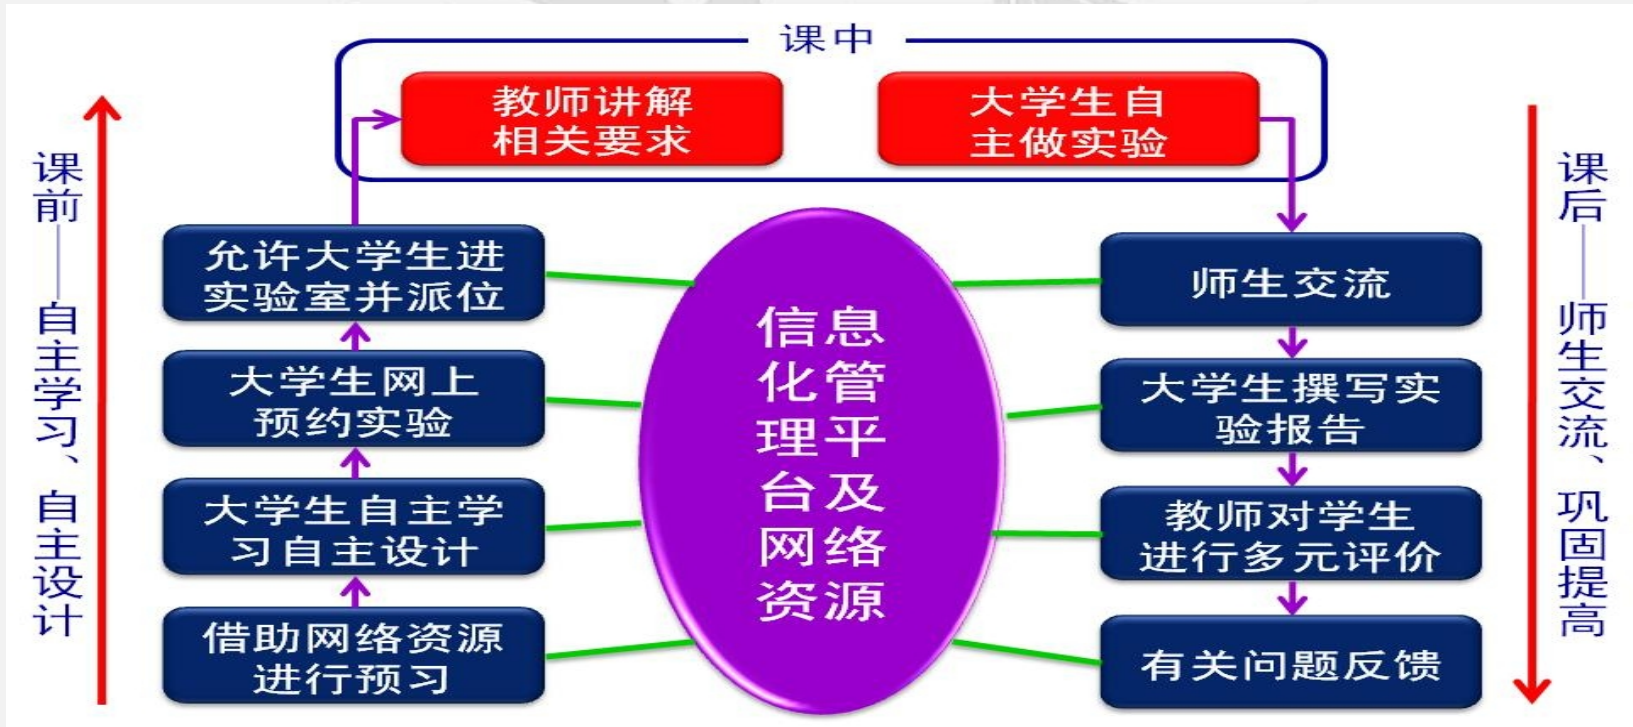 课中
教师讲解
相关要求
大学生自
主做实验
课前——自主学习、自主设计
允许大学生进
实验室并派位
大学生网上
预约实验
大学生自主学
习自主设计
借助网络资源
进行预习
信息
化管
理平
台及
网络
资源
师生交流
大学生撰写实
验报告
教师对学生
进行多元评价
有关问题反馈
课后——师生交流、巩固提高